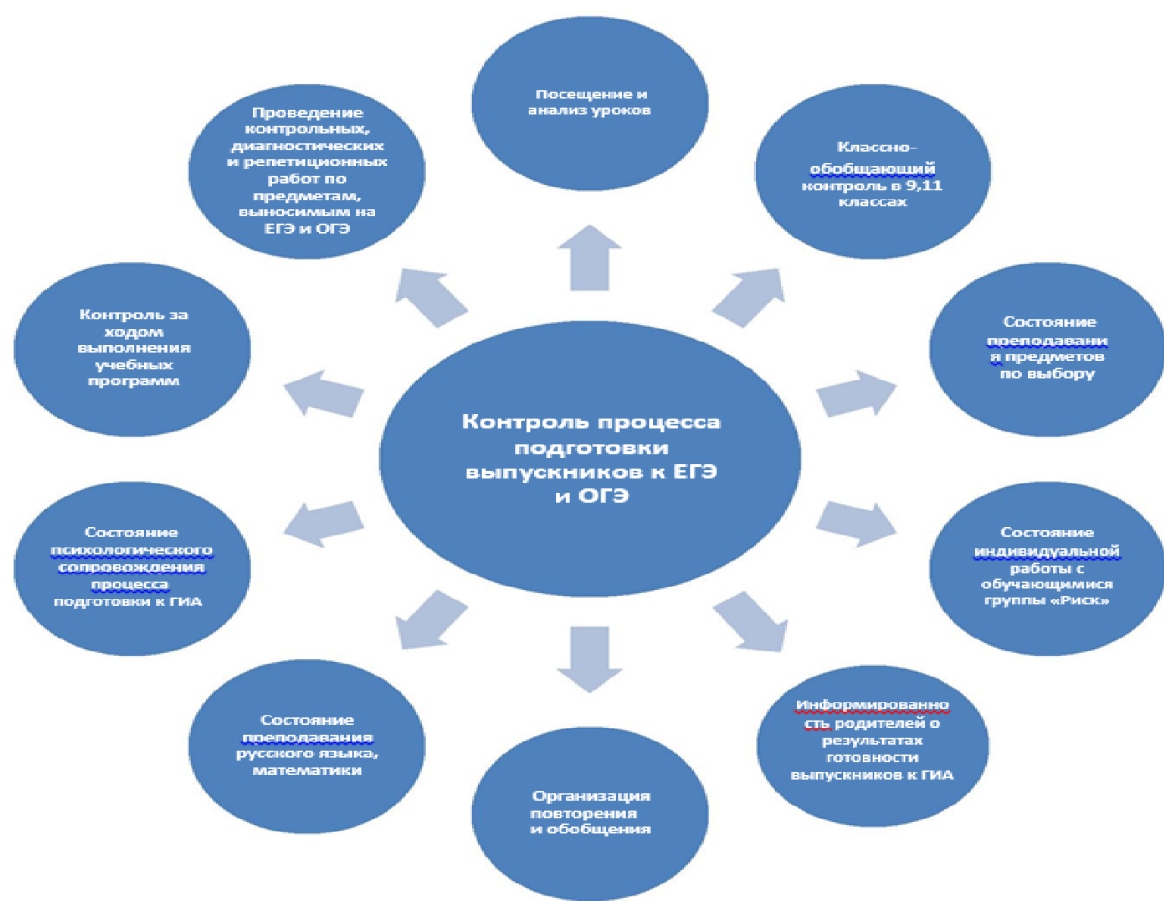 Посещение и
анализ уроков
Классно-
обобщающий
контроль в 9,11
классах
Состояние
преподавани
я предметов
по выбору
Состояние
индивидуальной
работы с
обучающимися
группы «Риск»
Информированно
сть родителей о
результатах
готовности
выпускников к ГИА
Организация
повторения
и обобщения
Состояние
преподавания
русского языка,
математики
Состояние
психологического
сопровождения
процесса
подготовки к ГИА
Контроль за
ходом
выполнения
учебных
программ
Проведение
контрольных,
диагностических
и репетиционных
работ по
предметам,
выносимым на
ЕГЭ и ОГЭ
Контроль процесса
подготовки
выпускников к ЕГЭ
и ОГЭ